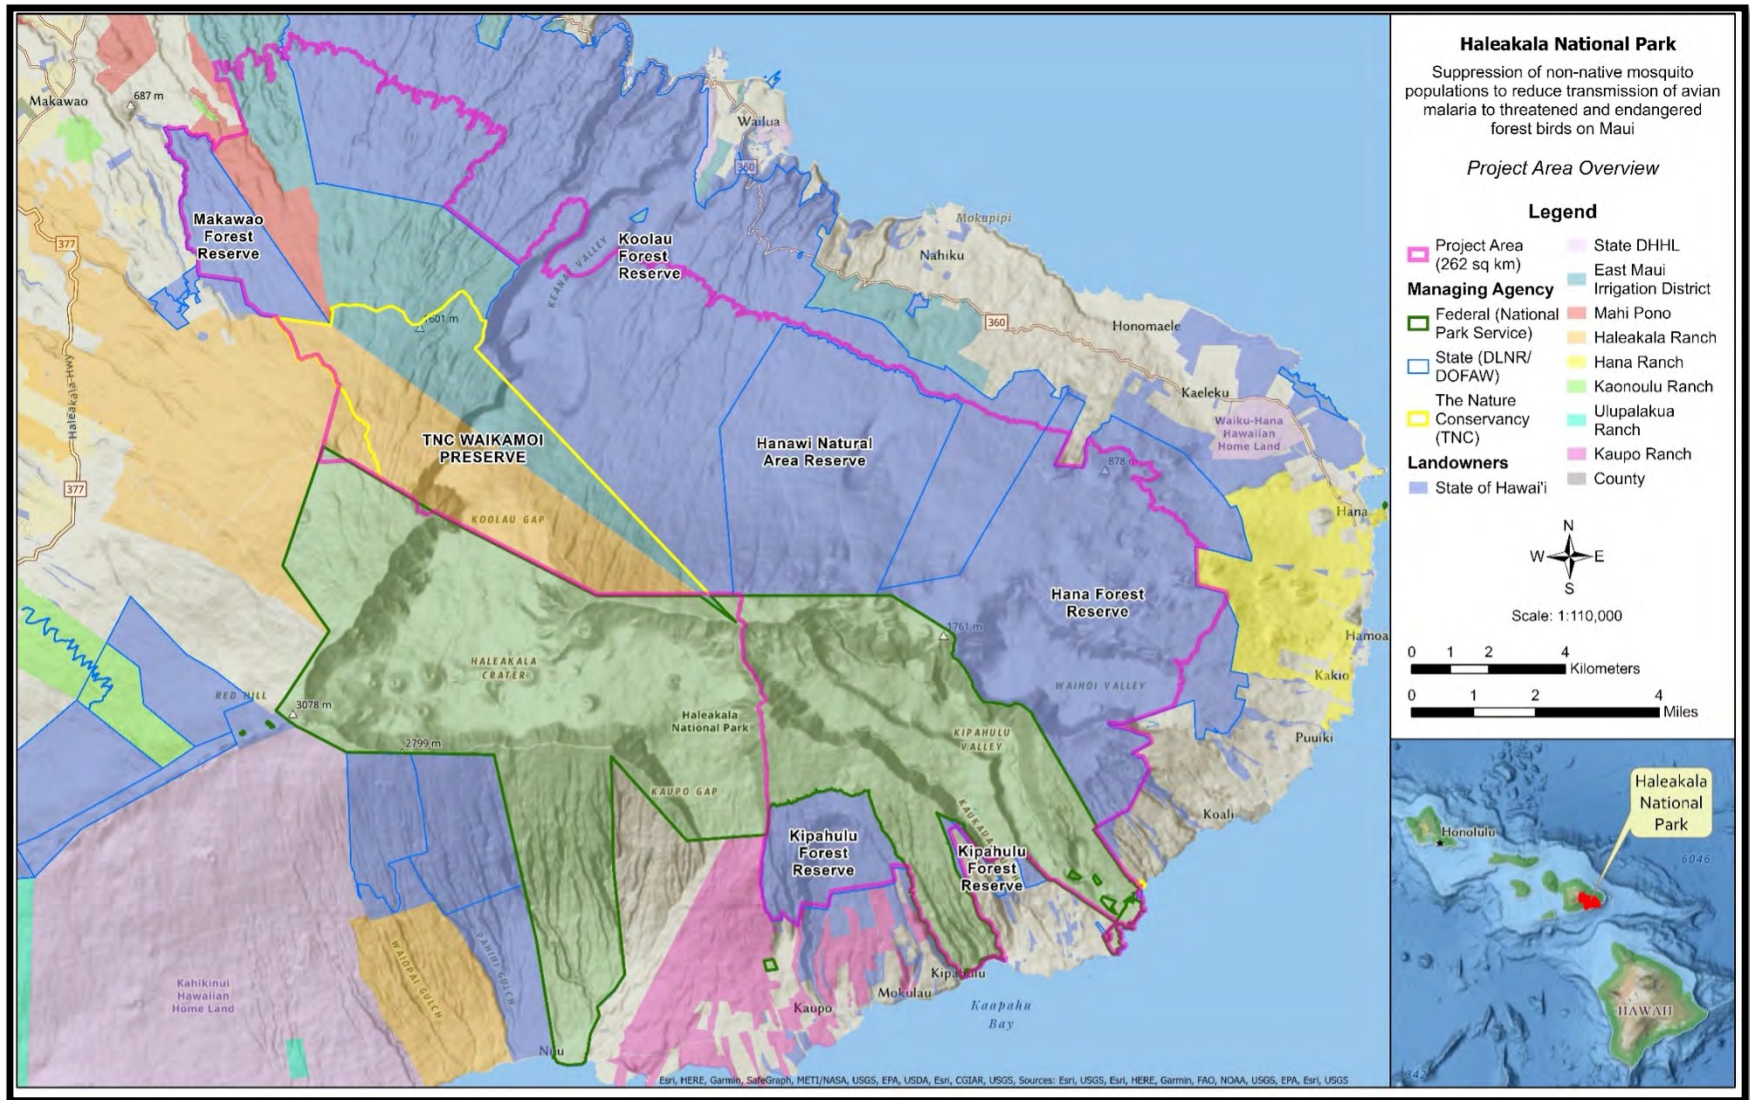 Haleakala National Park
Suppression of non-native mosquito
populations to reduce transmission of avian
malaria to threatened and endangered
forest birds on Maui
Project Area Overview
Legend
Project Area
(262 sq km)
Managing Agency
Federal (National
Park Service)
State (DLNR/
DOFAW)
The Nature
Conservancy
(TNC)
Landowners
State of Hawai'i
State DHHL
East Maui
Irrigation District
Mahi Pono
Haleakala Ranch
Hana Ranch
Kaonoulu Ranch
Ulupalakua
Ranch
Kaupo Ranch
County
N
W E
S
Scale: 1:110,000
0 1 2 4
Kilometers
0 1 2 4
Miles
Haleakala
National
Park
Honolulu
6046
HAWAII
Makawao
687 m
Wailua
360
Makawao
Forest
Reserve
377
Koolau
Forest
Reserve
KEANAE VALLEY
Mokupipi
Nahiku
1601 m
360
Honomaele
Haleakala Hwy
Kaeleku
Waiku-Hana
Hawaiian
Home Land
TNC WAIKAMOI
PRESERVE
Hanawi Natural
Area Reserve
878 m
377
KOOLAU GAP
Hana
Hana Forest
Reserve
1761 m
Hamoa
HALEAKALA
CRATER
WAIHOI VALLEY
Kakio
RED HILL
3078 m
Haleakala
National Park
KIPAHULU
VALLEY
Puuiki
2799 m
KAUPO GAP
Koali
Kipahulu
Forest
Reserve
Kipahulu
Forest
Reserve
WAIOPAI GULCH
PAHIHI GULCH
Kahikinui
Hawaiian
Home Land
Kipahulu
Mokulau
Kaupo
Kaapahu
Bay
Nuu
Esri, HERE, Garmin, SafeGraph, METI/NASA, USGS, EPA, USDA, Esri, CGIAR, USGS, Sources: Esri, USGS, Esri, HERE, Garmin, FAO, NOAA, USGS, EPA, Esri, USGS